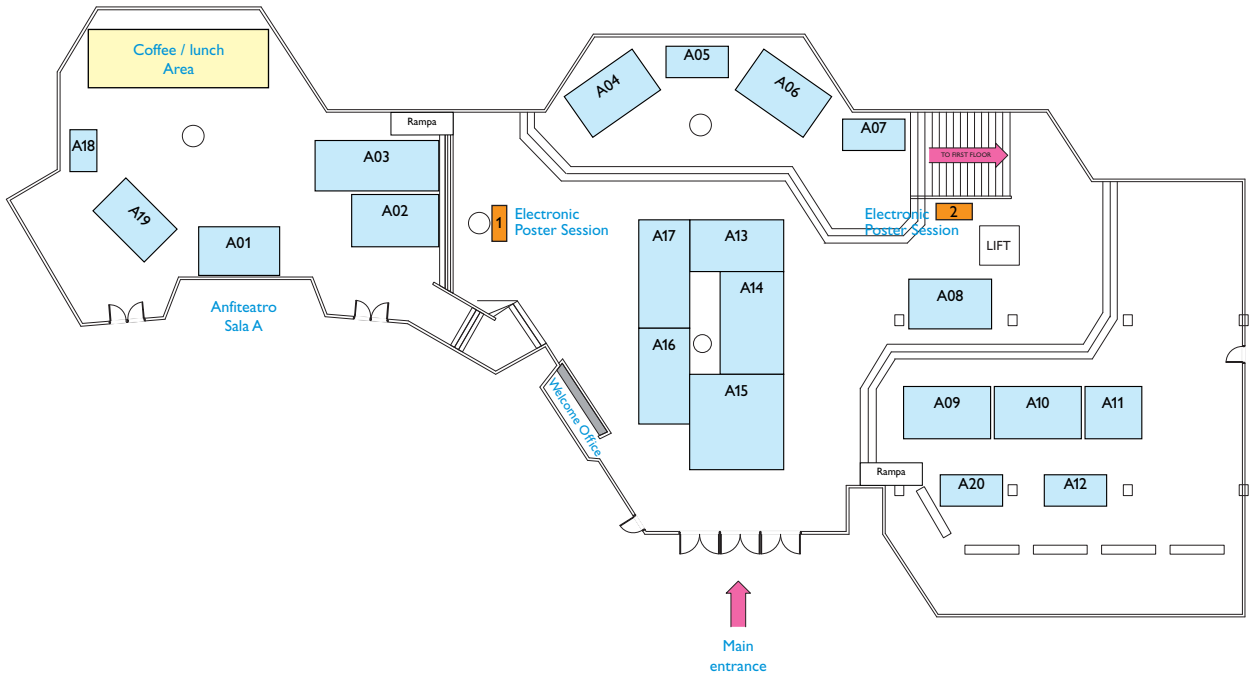 Coffee / lunch
Area
A05
A04
A06
Rampa
A07
A18
A03
TO FIRST FLOOR
A19
A02
1
Electronic
Poster Session
Electronic
Poster Session
2
A01
A17
A13
LIFT
A14
A08
Anfiteatro
Sala A
A16
A15
Welcome Office
A09
A10
A11
Rampa
A20
A12
Main
entrance